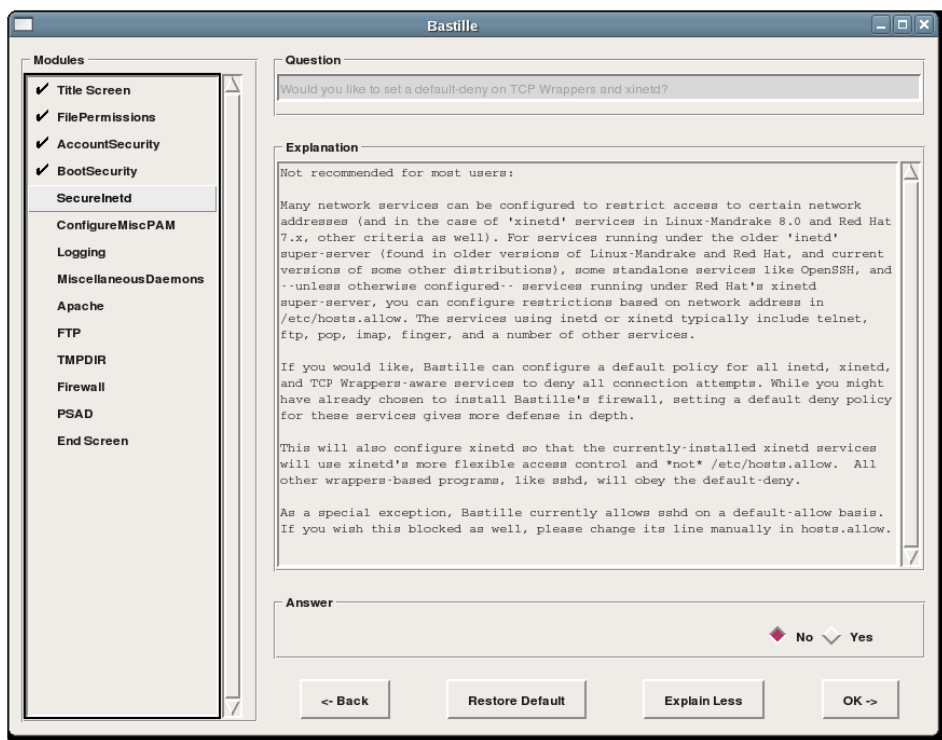 Bastille
Modules
Title Screen
FilePermissions
AccountSecurity
BootSecurity
SecureInetd
ConfigureMiscPAM
Logging
MiscellaneousDaemons
Apache
FTP
TMPDIR
Firewall
PSAD
End Screen
Question
Would you like to set a default-deny on TCP Wrappers and xinetd?
Explanation
Not recommended for most users:
Many network services can be configured to restrict access to certain network
addresses (and in the case of 'xinetd' services in Linux-Mandrake 8.0 and Red Hat
7.x, other criteria as well). For services running under the older 'inetd'
super-server (found in older versions of Linux-Mandrake and Red Hat, and current
versions of some other distributions), some standalone services like OpenSSH, and
--unless otherwise configured-- services running under Red Hat's xinetd
super-server, you can configure restrictions based on network address in
/etc/hosts.allow. The services using inetd or xinetd typically include telnet,
ftp, pop, imap, finger, and a number of other services.
If you would like, Bastille can configure a default policy for all inetd, xinetd,
and TCP Wrappers-aware services to deny all connection attempts. While you might
have already chosen to install Bastille's firewall, setting a default deny policy
for these services gives more defense in depth.
This will also configure xinetd so that the currently-installed xinetd services
will use xinetd's more flexible access control and *not* /etc/hosts.allow. All
other wrappers-based programs, like sshd, will obey the default-deny.
As a special exception, Bastille currently allows sshd on a default-allow basis.
If you wish this blocked as well, please change its line manually in hosts.allow.
Answer
No Yes
<- Back Restore Default Explain Less OK ->